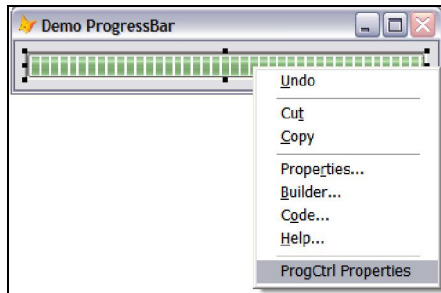 Demo ProgressBar
Undo
Cut
Copy
Properties...
Builder...
Code...
Help...
ProgCtrl Properties